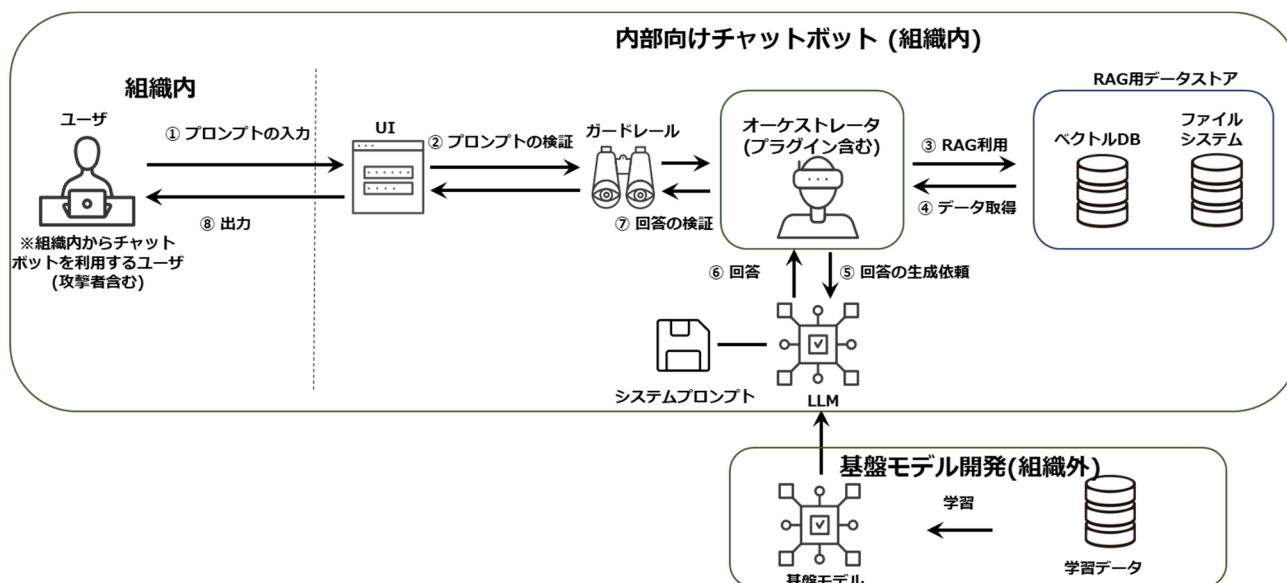 内部向けチャットボット (組織内)
組織内
RAG用データストア
ユーザ
① プロンプトの入力
UI
② プロンプトの検証
ガードレール
オーケストレータ
(プラグイン含む)
③ RAG利用
ベクトルDB
ファイル
システム
⑧ 出力
⑦ 回答の検証
④ データ取得
※組織内からチャット
ボットを利用するユーザ
(攻撃者含む)
⑥ 回答
⑤ 回答の生成依頼
システムプロンプト
LLM
基盤モデル開発(組織外)
学習
基盤モデル
学習データ